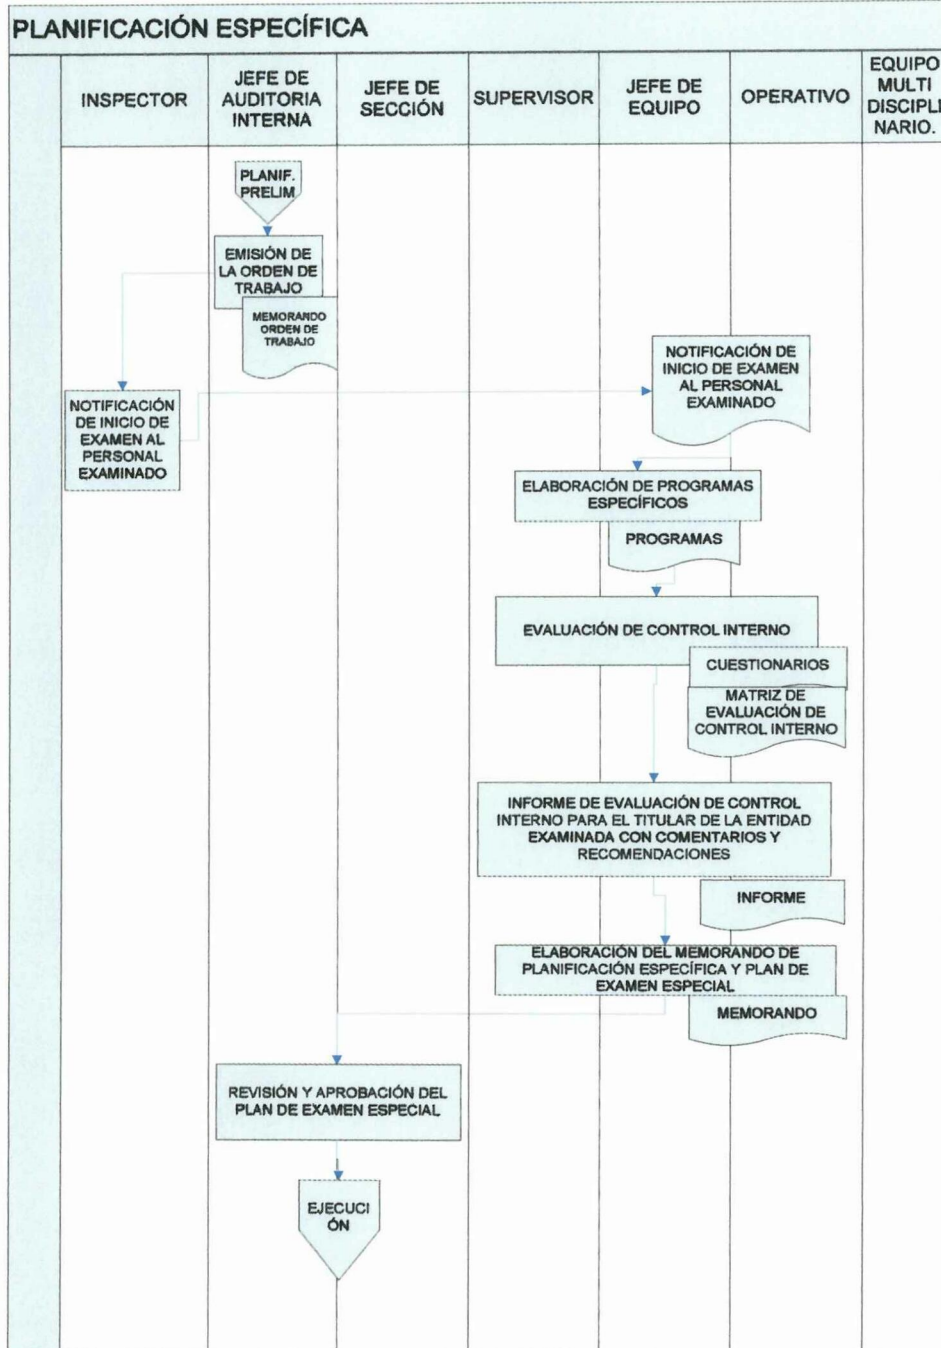 PLANIFICACIÓN ESPECÍFICA
INSPECTOR
JEFE DE
AUDITORIA
INTERNA
JEFE DE
SECCIÓN
SUPERVISOR
JEFE DE
EQUIPO
OPERATIVO
EQUIPO
MULTI
DISCIPLI
NARIO.
PLANIF.
PRELIM
EMISIÓN DE
LA ORDEN DE
TRABAJO
MEMORANDO
ORDEN DE
TRABAJO
NOTIFICACIÓN
DE INICIO DE
EXAMEN AL
PERSONAL
EXAMINADO
NOTIFICACIÓN DE
INICIO DE EXAMEN
AL PERSONAL
EXAMINADO
ELABORACIÓN DE PROGRAMAS
ESPECÍFICOS
PROGRAMAS
EVALUACIÓN DE CONTROL INTERNO
CUESTIONARIOS
MATRIZ DE
EVALUACIÓN DE
CONTROL INTERNO
INFORME DE EVALUACIÓN DE CONTROL
INTERNO PARA EL TITULAR DE LA ENTIDAD
EXAMINADA CON COMENTARIOS Y
RECOMENDACIONES
INFORME
ELABORACIÓN DEL MEMORANDO DE
PLANIFICACIÓN ESPECÍFICA Y PLAN DE
EXAMEN ESPECIAL
MEMORANDO
REVISIÓN Y APROBACIÓN DEL
PLAN DE EXAMEN ESPECIAL
EJECUCI
ÓN